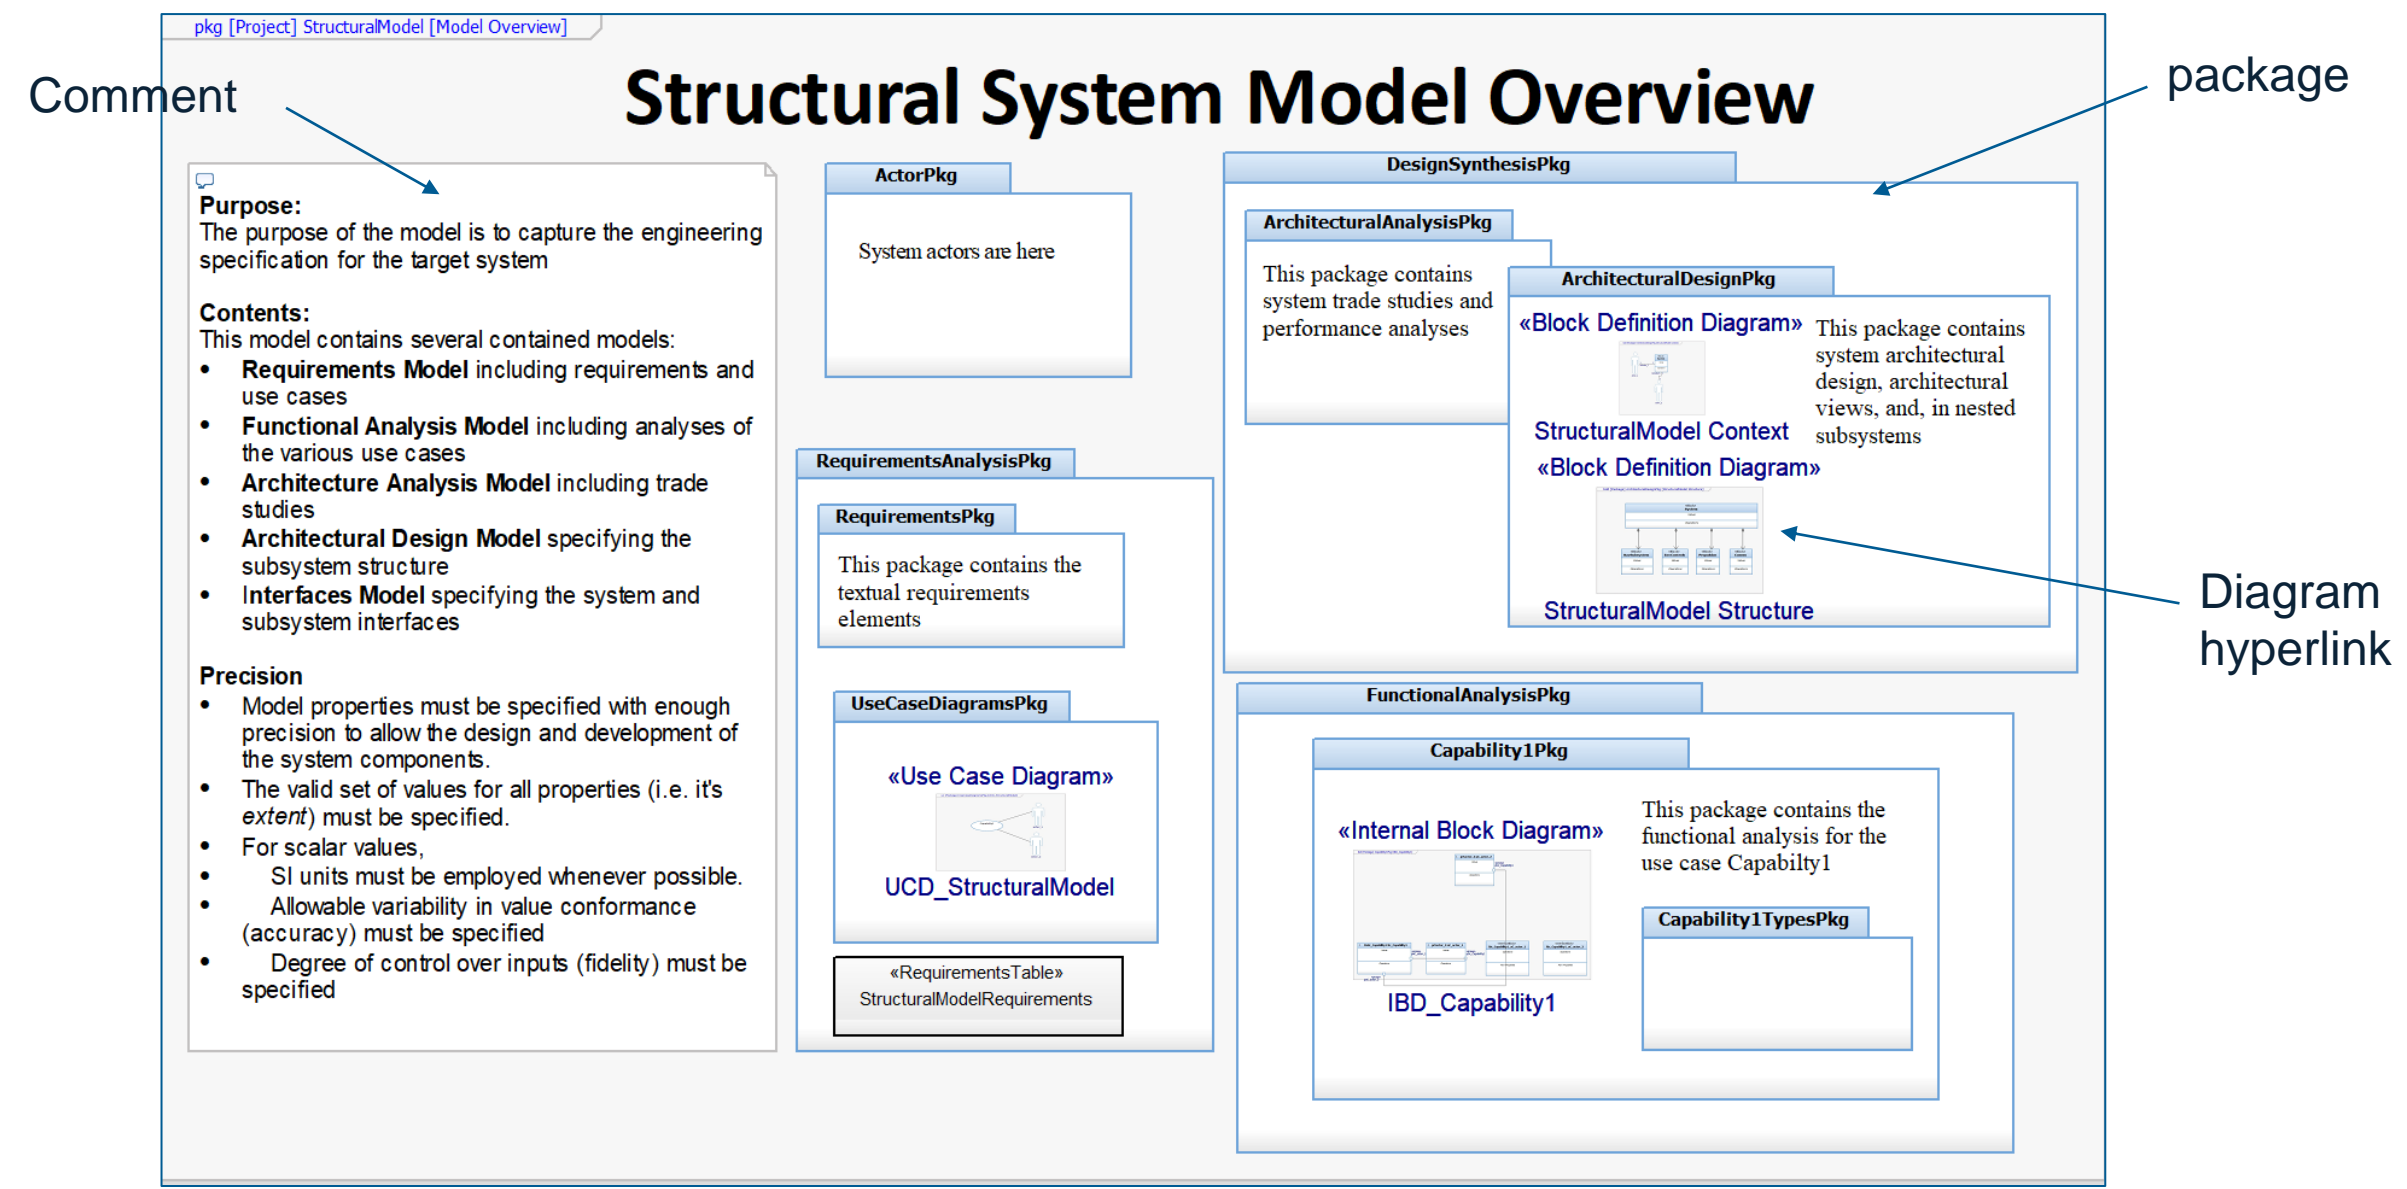 pkg [Project] StructuralModel [Model Overview]
Structural System Model Overview
Comment
package
Diagram
hyperlink
Purpose:
The purpose of the model is to capture the engineering
specification for the target system
Contents:
This model contains several contained models:
• Requirements Model including requirements and
use cases
• Functional Analysis Model including analyses of
the various use cases
• Architecture Analysis Model including trade
studies
• Architectural Design Model specifying the
subsystem structure
• Interfaces Model specifying the system and
subsystem interfaces
Precision
• Model properties must be specified with enough
precision to allow the design and development of
the system components.
• The valid set of values for all properties (i.e. it's
extent) must be specified.
• For scalar values,
• SI units must be employed whenever possible.
• Allowable variability in value conformance
(accuracy) must be specified
• Degree of control over inputs (fidelity) must be
specified
ActorPkg
System actors are here
RequirementsAnalysisPkg
RequirementsPkg
This package contains the
textual requirements
elements
UseCaseDiagramsPkg
«Use Case Diagram»
UCD_StructuralModel
«RequirementsTable»
StructuralModelRequirements
DesignSynthesisPkg
ArchitecturalAnalysisPkg
This package contains
system trade studies and
performance analyses
ArchitecturalDesignPkg
«Block Definition Diagram»
StructuralModel Context
«Block Definition Diagram»
StructuralModel Structure
This package contains
system architectural
design, architectural
views, and, in nested
subsystems
FunctionalAnalysisPkg
Capability1Pkg
«Internal Block Diagram»
IBD_Capability1
This package contains the
functional analysis for the
use case Capabilty1
Capability1TypesPkg